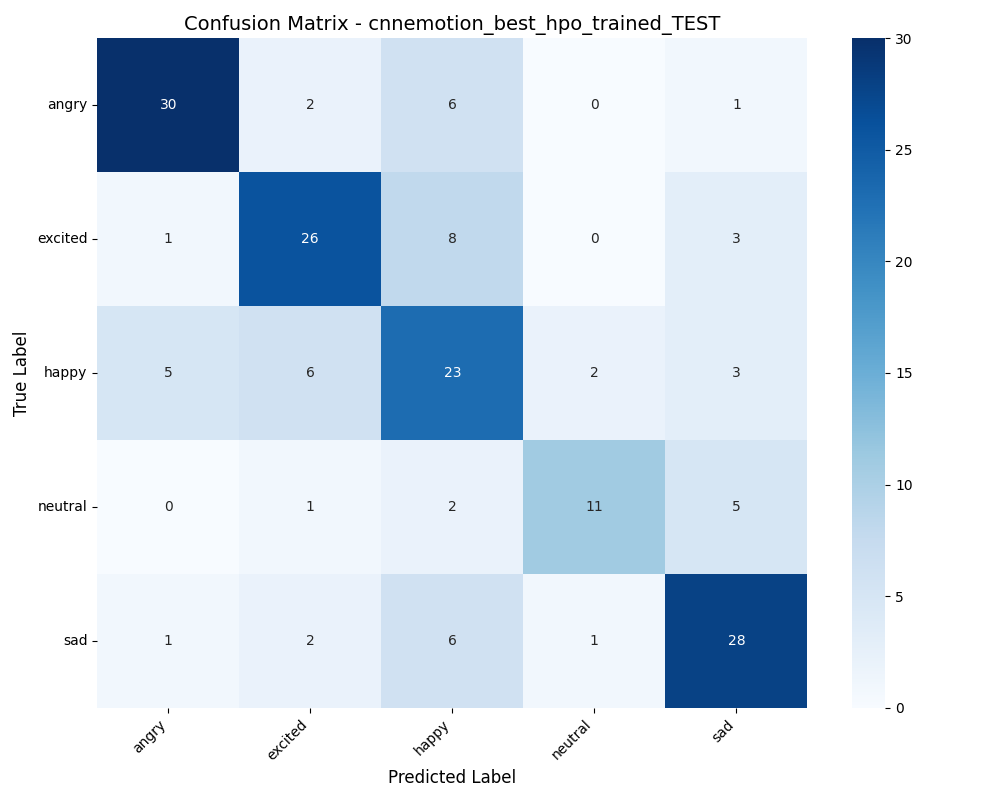 Confusion Matrix - cnnemotion_best_hpo_trained_TEST
angry 30 2 6 0 1
excited 1 26 8 0 3
happy 5 6 23 2 3
neutral 0 1 2 11 5
sad 1 2 6 1 28
angry excited happy neutral sad
Predicted Label
True Label
30
25
20
15
10
5
0